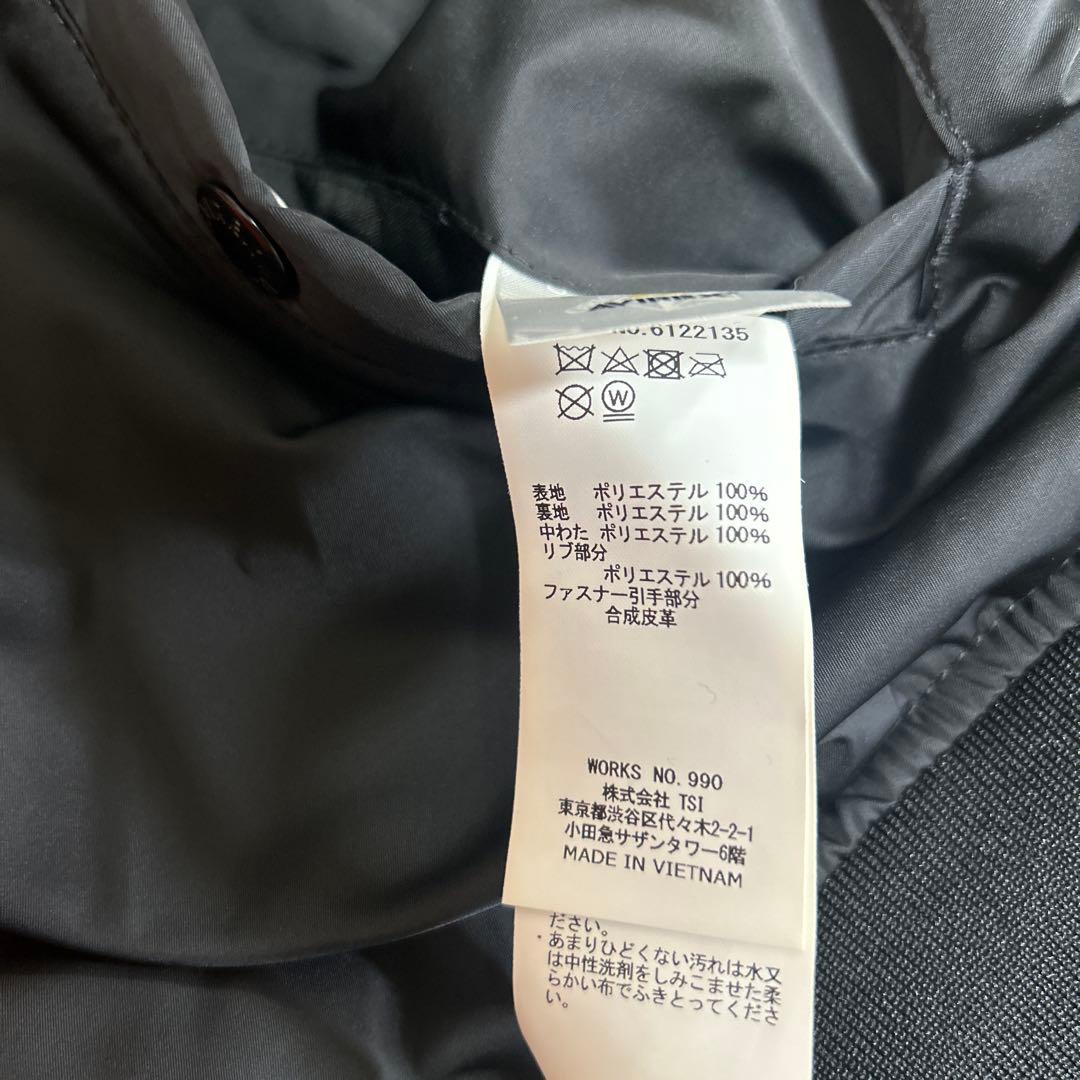 AVIREX
NO.6122135
W
表地 ポリエステル 100%
裏地 ポリエステル 100%
中わた ポリエステル 100%
リブ部分
ポリエステル 100%
ファスナー引手部分
合成皮革
WORKS NO. 990
株式会社 TSI
東京都渋谷区代々木2-2-1
小田急サザンタワー6階
MADE IN VIETNAM
ださい。
・あまりひどくない汚れは水又
は中性洗剤をしみこませた柔
らかい布でふきとってくださ
い。